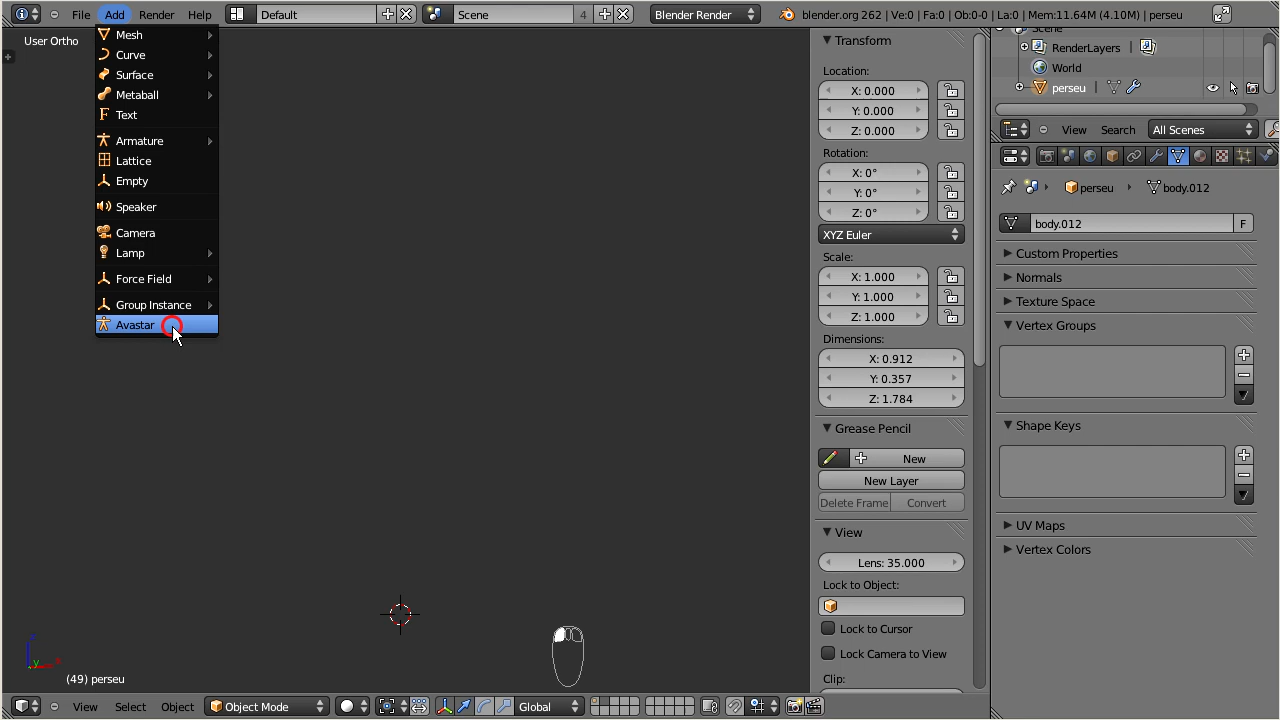 File Add Render Help Default Scene 4 Blender Render blender.org 262 | Ve:0 | Fa:0 | Ob:0-0 | La:0 | Mem:11.64M (4.10M) | perseu
User Ortho
Mesh
Curve
Surface
Metaball
Text
Armature
Lattice
Empty
Speaker
Camera
Lamp
Force Field
Group Instance
Avastar
(49) perseu
View Select Object Object Mode Global
Transform
Location:
X: 0.000
Y: 0.000
Z: 0.000
Rotation:
X: 0°
Y: 0°
Z: 0°
XYZ Euler
Scale:
X: 1.000
Y: 1.000
Z: 1.000
Dimensions:
X: 0.912
Y: 0.357
Z: 1.784
Grease Pencil
New
New Layer
Delete Frame Convert
View
Lens: 35.000
Lock to Object:
Lock to Cursor
Lock Camera to View
Clip:
Scene
RenderLayers
World
perseu
View Search All Scenes
perseu body.012
body.012 F
Custom Properties
Normals
Texture Space
Vertex Groups
Shape Keys
UV Maps
Vertex Colors
x
y
z